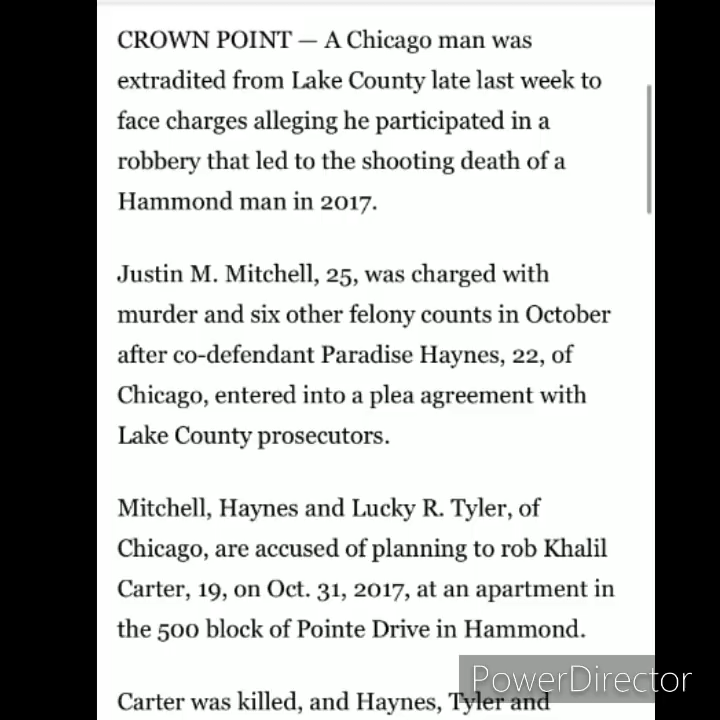 CROWN POINT — A Chicago man was
extradited from Lake County late last week to
face charges alleging he participated in a
robbery that led to the shooting death of a
Hammond man in 2017.
Justin M. Mitchell, 25, was charged with
murder and six other felony counts in October
after co-defendant Paradise Haynes, 22, of
Chicago, entered into a plea agreement with
Lake County prosecutors.
Mitchell, Haynes and Lucky R. Tyler, of
Chicago, are accused of planning to rob Khalil
Carter, 19, on Oct. 31, 2017, at an apartment in
the 500 block of Pointe Drive in Hammond.
Carter was killed, and Haynes, Tyler and
PowerDirector